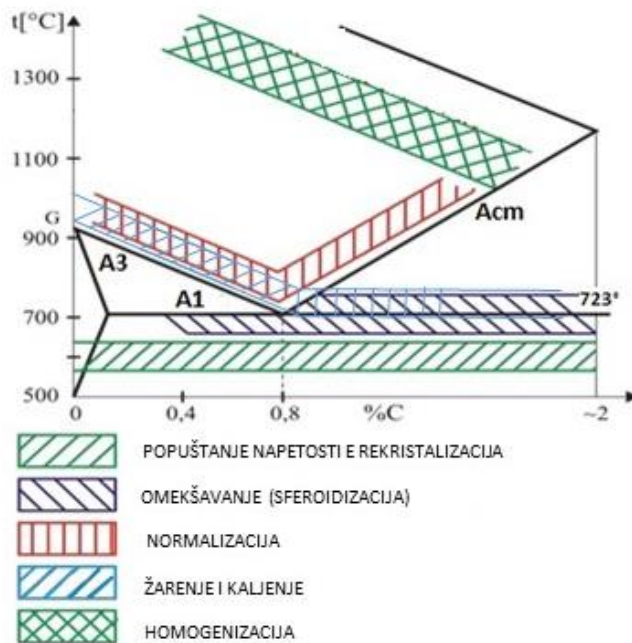 t[°C]
1300
1100
G
900
700
500
A3
A1
Acm
723°
0
0,4
0,8
%C
~2
POPUŠTANJE NAPETOSTI E REKRISTALIZACIJA
OMEKŠAVANJE (SFEROIDIZACIJA)
NORMALIZACIJA
ŽARENJE I KALJENJE
HOMOGENIZACIJA